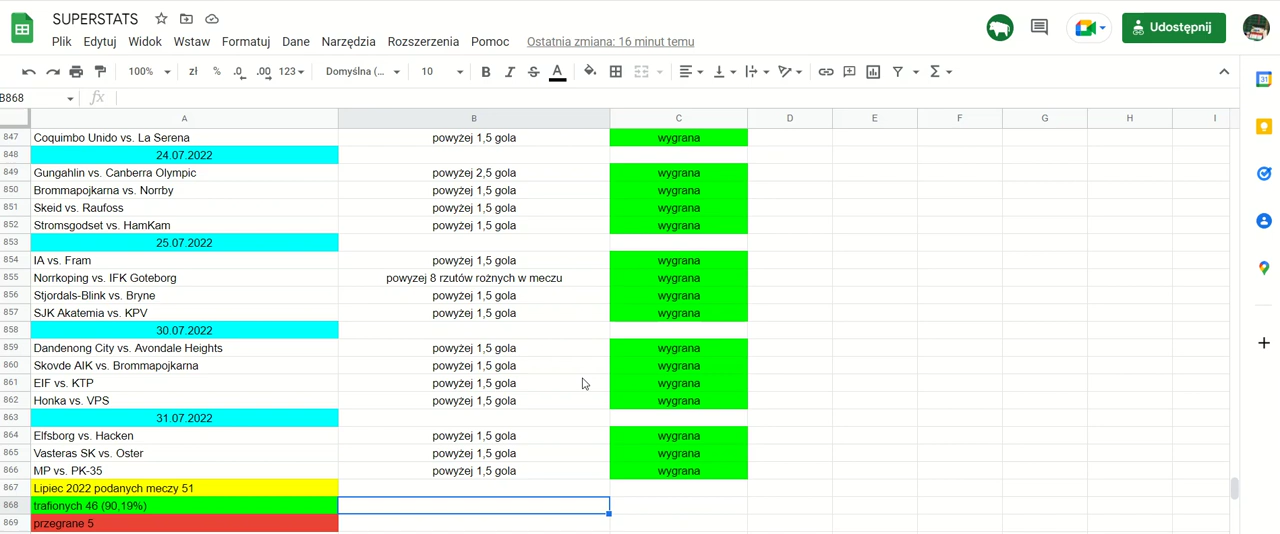 SUPERSTATS
Plik Edytuj Widok Wstaw Formatuj Dane Narzędzia Rozszerzenia Pomoc Ostatnia zmiana: 16 minut temu
Udostępnij
100% zł % .0 .00 123 Domyślna (... 10 B I S A
31
B868 fx
A B C D E F G H I
847 Coquimbo Unido vs. La Serena powyżej 1,5 gola wygrana
848 24.07.2022
849 Gungahlin vs. Canberra Olympic powyżej 2,5 gola wygrana
850 Brommapojkarna vs. Norrby powyżej 1,5 gola wygrana
851 Skeid vs. Raufoss powyżej 1,5 gola wygrana
852 Stromsgodset vs. HamKam powyżej 1,5 gola wygrana
853 25.07.2022
854 IA vs. Fram powyżej 1,5 gola wygrana
855 Norrkoping vs. IFK Goteborg powyzej 8 rzutów rożnych w meczu wygrana
856 Stjordals-Blink vs. Bryne powyżej 1,5 gola wygrana
857 SJK Akatemia vs. KPV powyżej 1,5 gola wygrana
858 30.07.2022
859 Dandenong City vs. Avondale Heights powyżej 1,5 gola wygrana
860 Skovde AIK vs. Brommapojkarna powyżej 1,5 gola wygrana
861 EIF vs. KTP powyżej 1,5 gola wygrana
862 Honka vs. VPS powyżej 1,5 gola wygrana
863 31.07.2022
864 Elfsborg vs. Hacken powyżej 1,5 gola wygrana
865 Vasteras SK vs. Oster powyżej 1,5 gola wygrana
866 MP vs. PK-35 powyżej 1,5 gola wygrana
867 Lipiec 2022 podanych meczy 51
868 trafionych 46 (90,19%)
869 przegrane 5